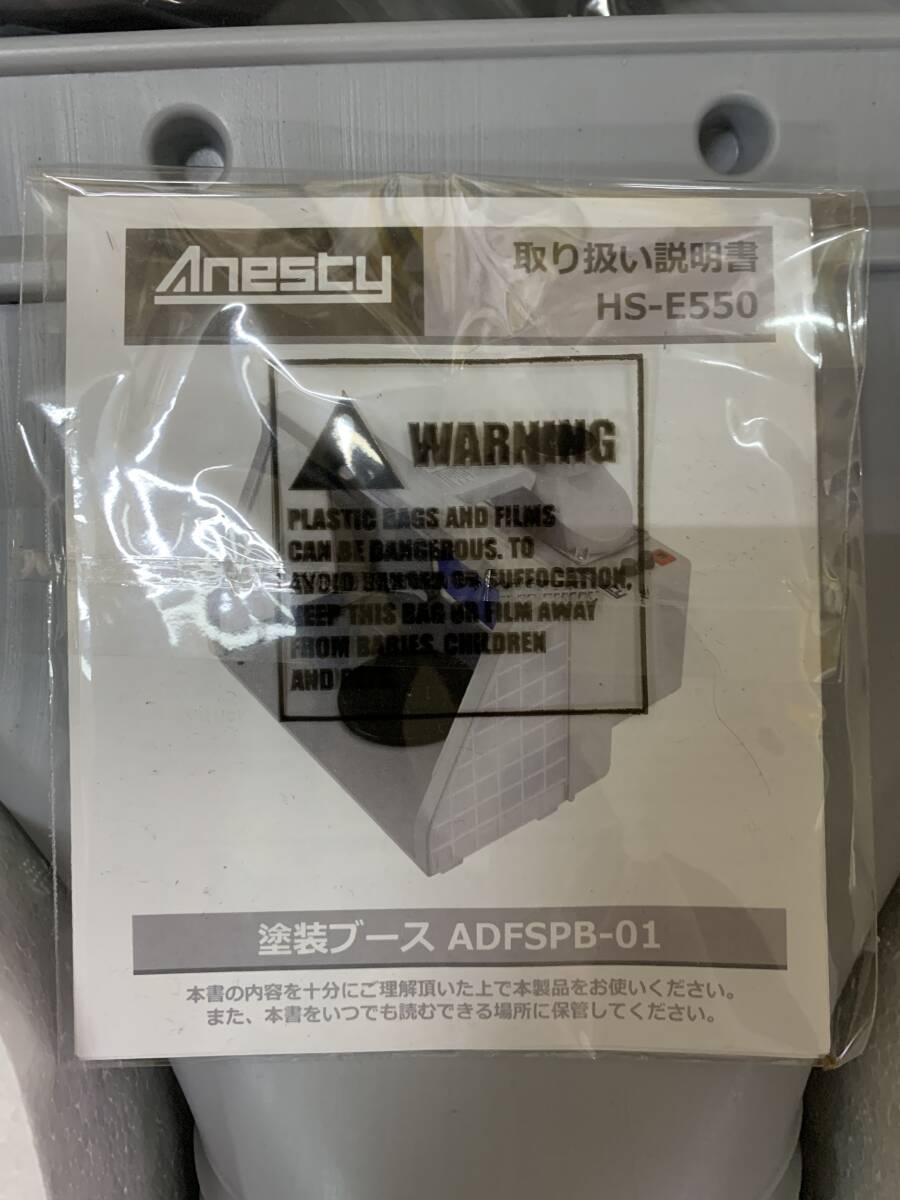 Anesty
取り扱い説明書
HS-E550
WARNING
PLASTIC BAGS AND FILMS
CAN BE DANGEROUS. TO
AVOID DANGER OF SUFFOCATION,
KEEP THIS BAG OR FILM AWAY
FROM BABIES, CHILDREN
AND
塗装ブース ADFSPB-01
本書の内容を十分にご理解頂いた上で本製品をお使いください。
また、本書をいつでも読むできる場所に保管してください。